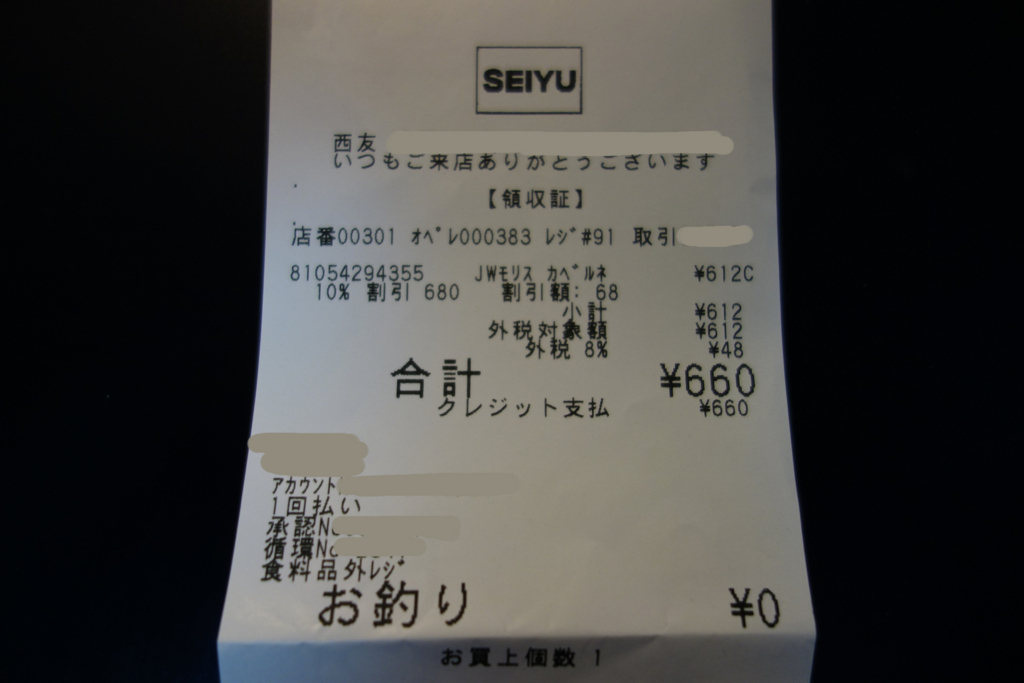 SEIYU
西友
いつもご来店ありがとうございます
【領収証】
店番00301 オペレ000383 レジ#91 取引
81054294355 JWモリス カベルネ ¥612C
10% 割引 680 割引額: 68
小計 ¥612
外税対象額 ¥612
外税 8% ¥48
合計 ¥660
クレジット支払 ¥660
アカウント
1回払い
承認No
循環No
食料品外レジ
お釣り ¥0
お買上個数 1